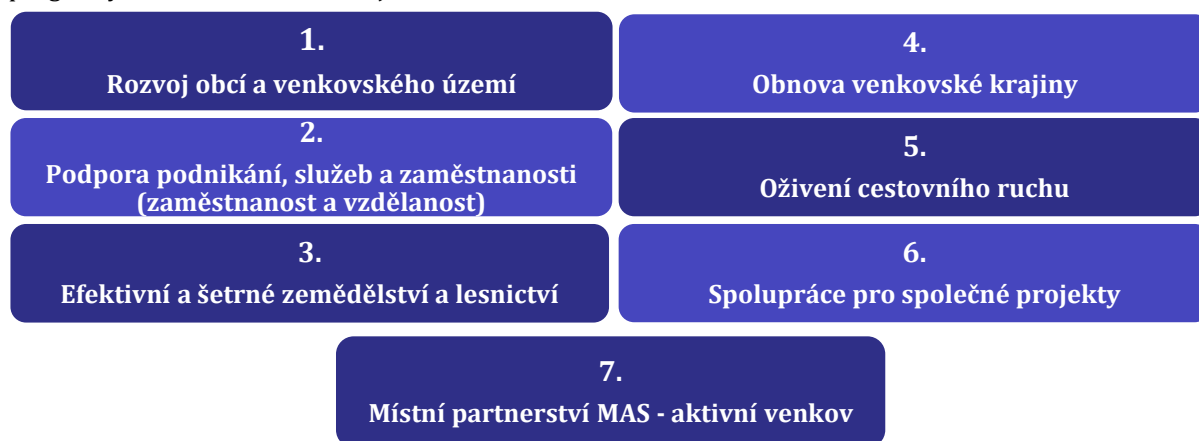 1.
Rozvoj obcí a venkovského území
2.
Podpora podnikání, služeb a zaměstnanosti
(zaměstnanost a vzdělanost)
3.
Efektivní a šetrné zemědělství a lesnictví
4.
Obnova venkovské krajiny
5.
Oživení cestovního ruchu
6.
Spolupráce pro společné projekty
7.
Místní partnerství MAS - aktivní venkov